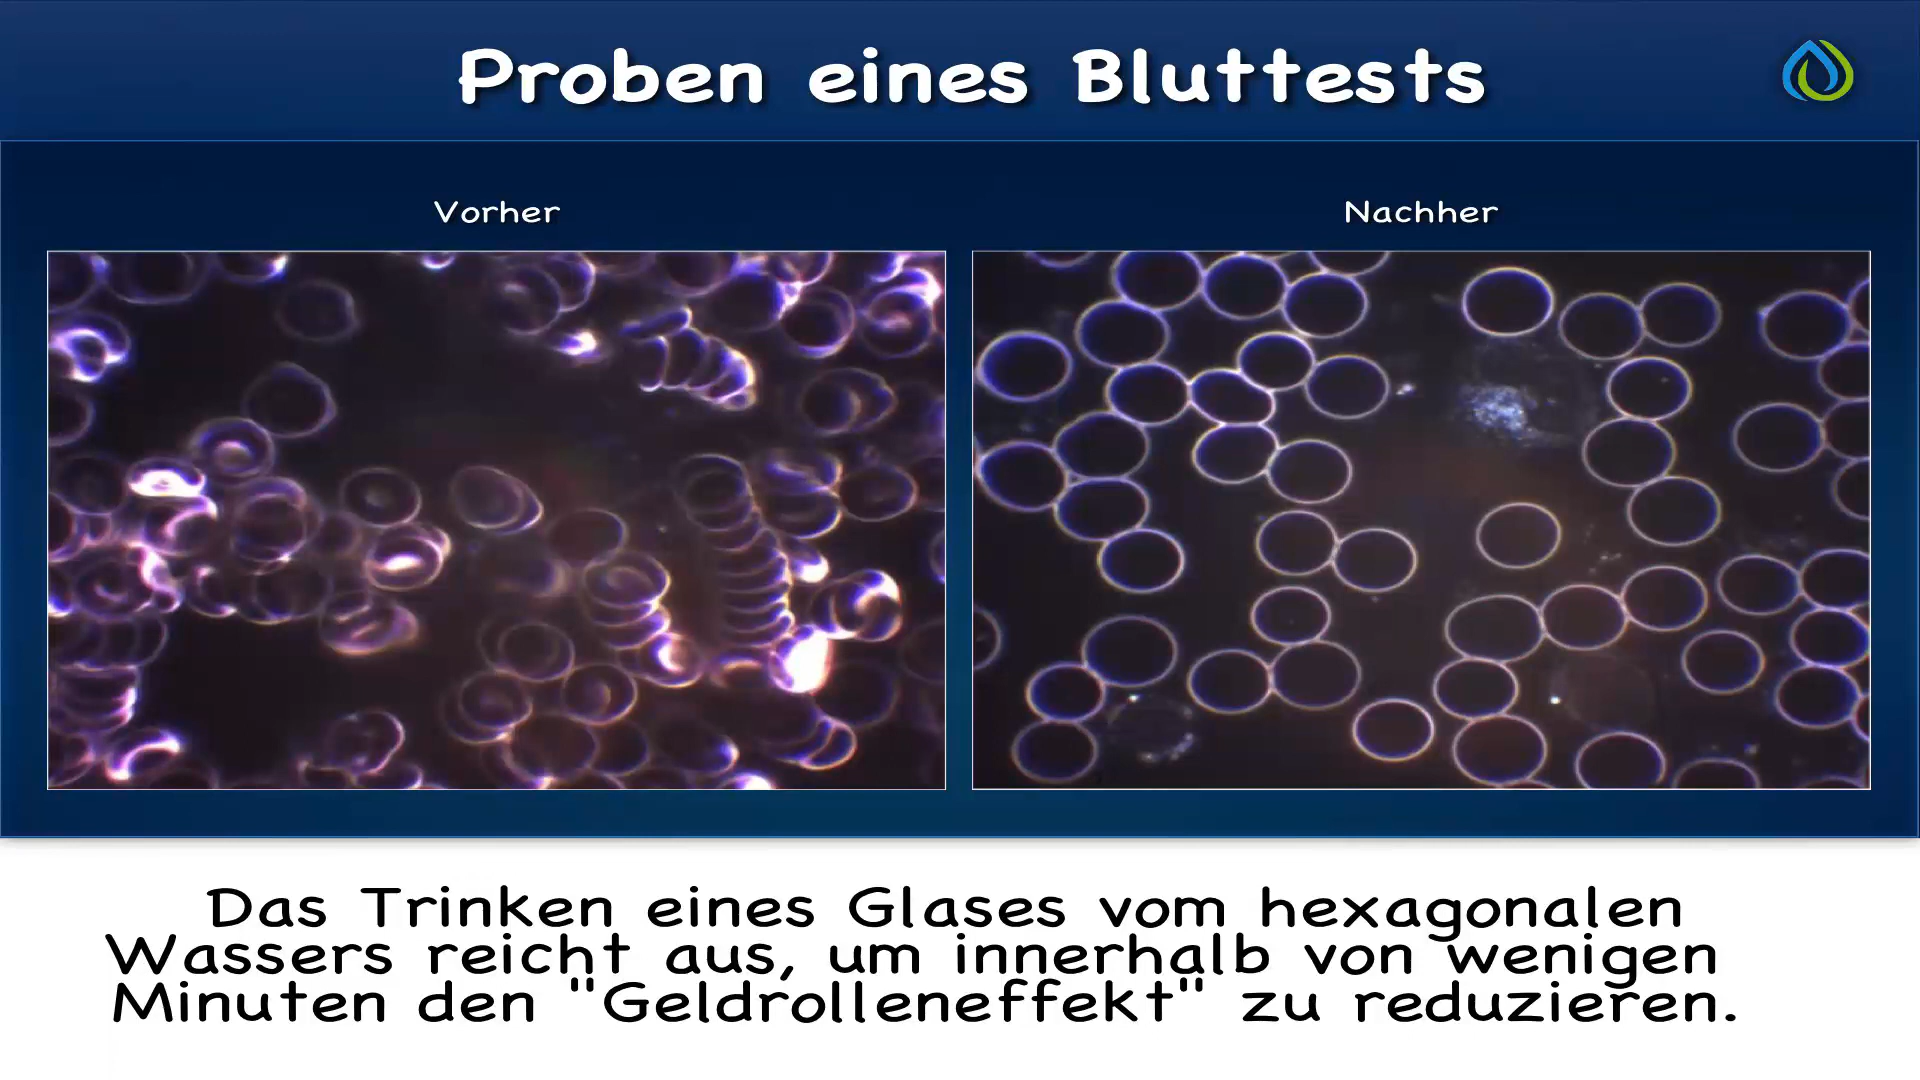 Proben eines Bluttests
Vorher
Nachher
Das Trinken eines Glases vom hexagonalen
Wassers reicht aus, um innerhalb von wenigen
Minuten den "Geldrolleneffekt" zu reduzieren.